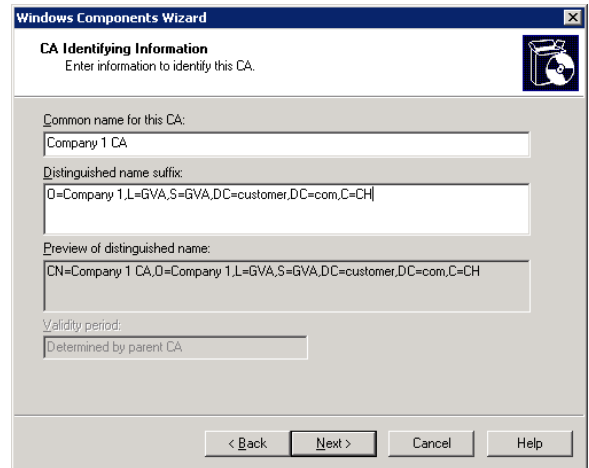 Windows Components Wizard
CA Identifying Information
Enter information to identify this CA.
Common name for this CA:
Company 1 CA
Distinguished name suffix:
O=Company 1,L=GVA,S=GVA,DC=customer,DC=com,C=CH
Preview of distinguished name:
CN=Company 1 CA,O=Company 1,L=GVA,S=GVA,DC=customer,DC=com,C=CH
Validity period:
Determined by parent CA
< Back Next > Cancel Help